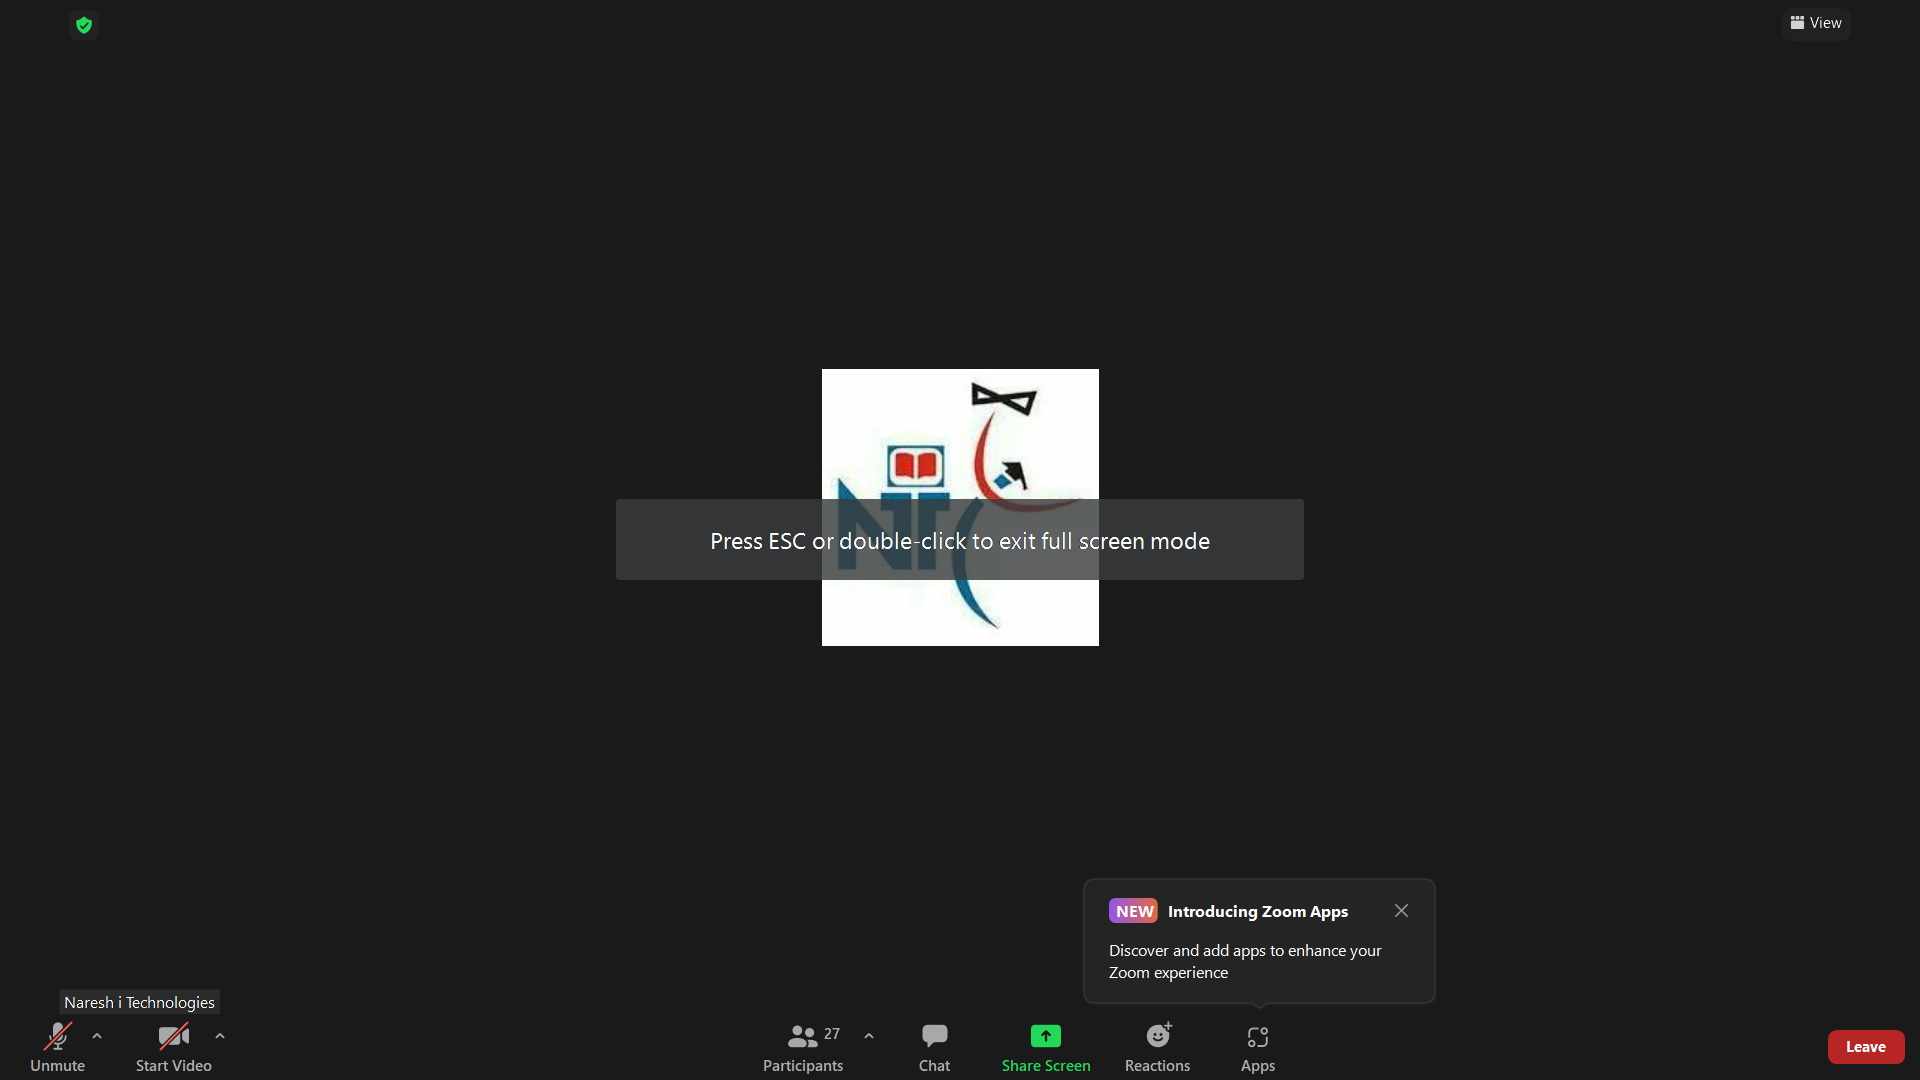 View
NT
Press ESC or double-click to exit full screen mode
NEW Introducing Zoom Apps
Discover and add apps to enhance your
Zoom experience
Naresh i Technologies
Unmute
Start Video
27
Participants
Chat
Share Screen
Reactions
Apps
Leave